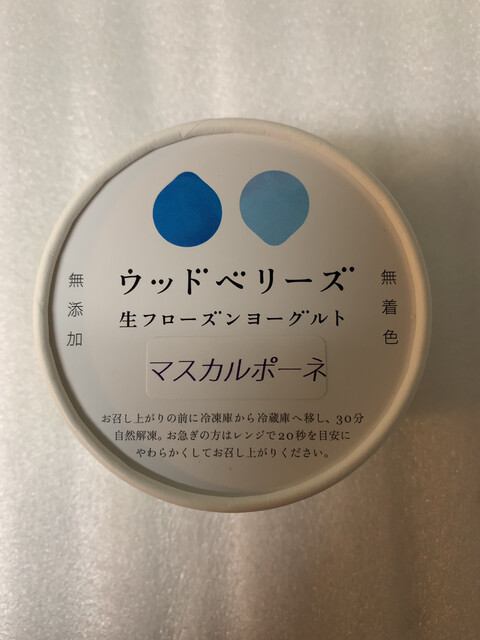 ウッドベリーズ
生フローズンヨーグルト
無添加
無着色
マスカルポーネ
お召し上がりの前に冷凍庫から冷蔵庫へ移し、30分
自然解凍。お急ぎの方はレンジで20秒を目安に
やわらかくしてお召し上がりください。